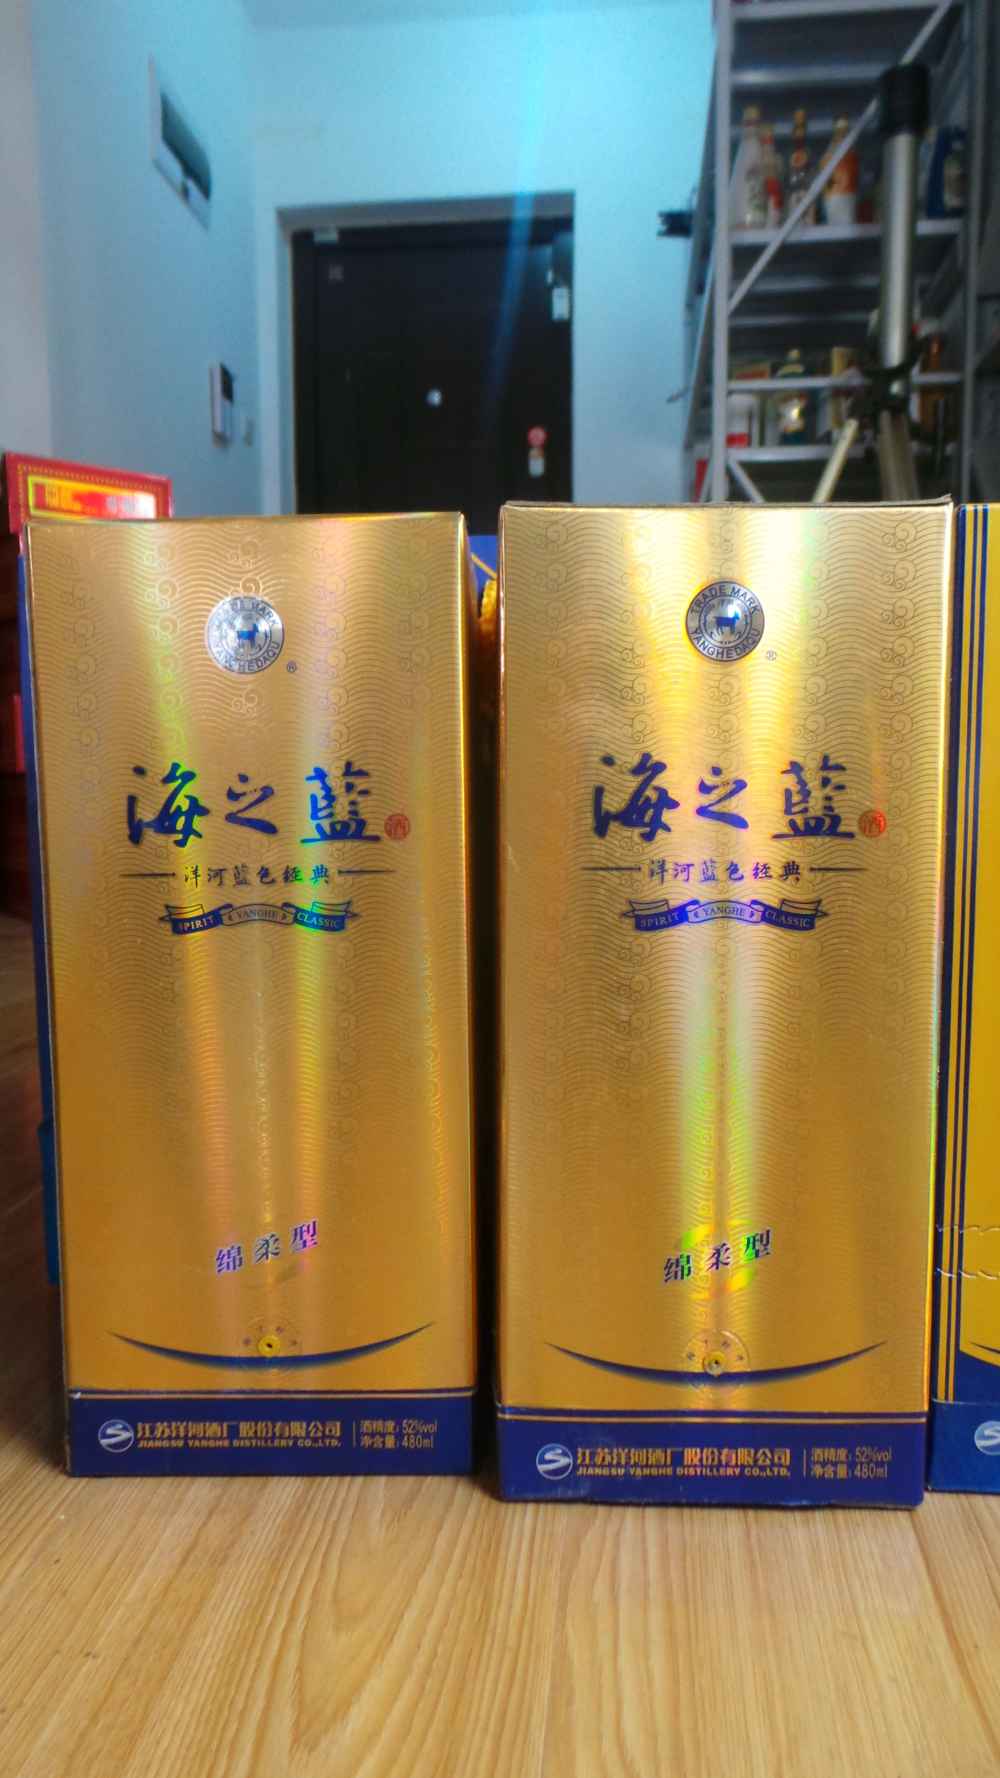 TRADE MARK
YANGHEDAQU
®
海之藍
酒
洋河蓝色经典
SPIRIT YANGHE CLASSIC
绵柔型
江苏洋河酒厂股份有限公司
JIANGSU YANGHE DISTILLERY CO.,LTD.
酒精度:52%vol
净含量:480ml
TRADE MARK
YANGHEDAQU
®
海之藍
酒
洋河蓝色经典
SPIRIT YANGHE CLASSIC
绵柔型
江苏洋河酒厂股份有限公司
JIANGSU YANGHE DISTILLERY CO.,LTD.
酒精度:52%vol
净含量:480ml